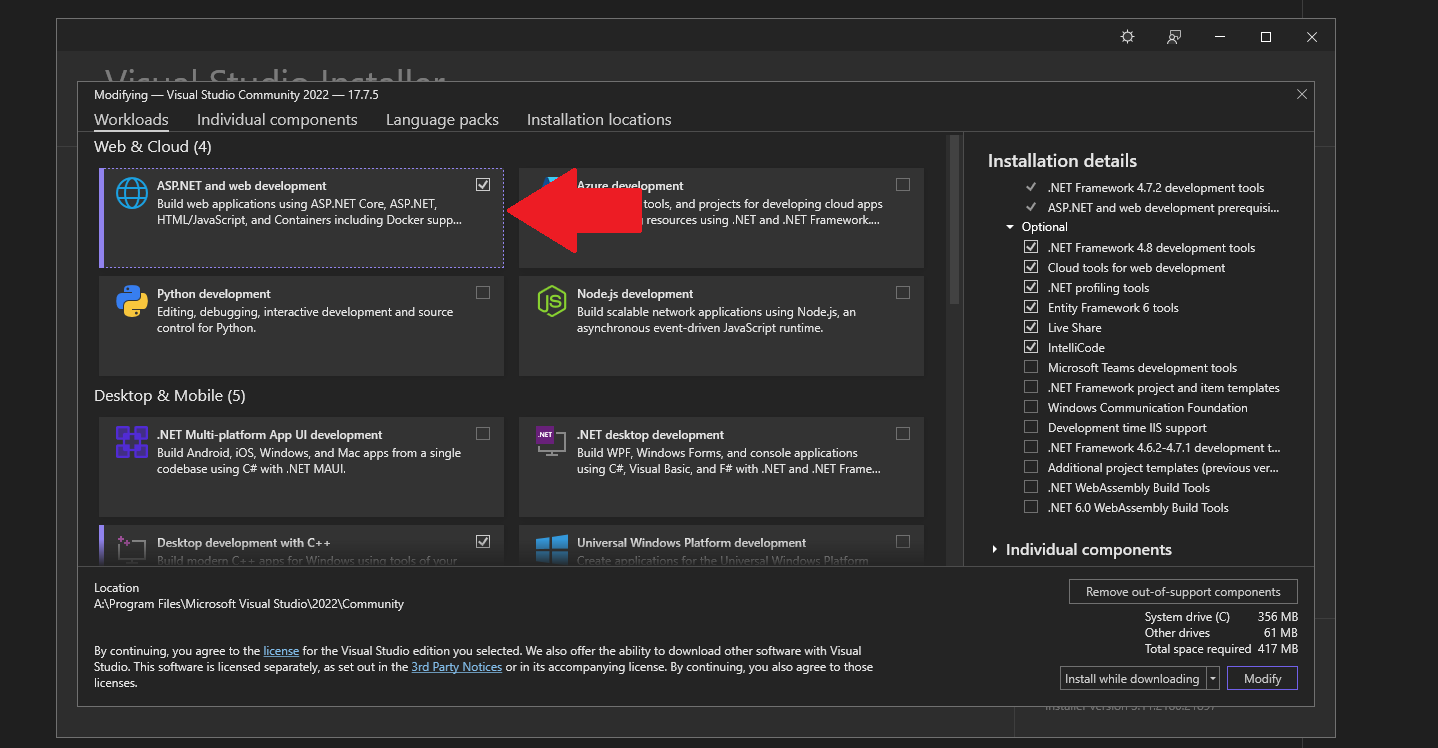 Visual Studio Installer
Modifying — Visual Studio Community 2022 — 17.7.5
Workloads
Individual components
Language packs
Installation locations
Web & Cloud (4)
ASP.NET and web development
Build web applications using ASP.NET Core, ASP.NET,
HTML/JavaScript, and Containers including Docker supp...
Azure development
tools, and projects for developing cloud apps
resources using .NET and .NET Framework....
Python development
Editing, debugging, interactive development and source
control for Python.
Node.js development
Build scalable network applications using Node.js, an
asynchronous event-driven JavaScript runtime.
Desktop & Mobile (5)
.NET Multi-platform App UI development
Build Android, iOS, Windows, and Mac apps from a single
codebase using C# with .NET MAUI.
.NET desktop development
Build WPF, Windows Forms, and console applications
using C#, Visual Basic, and F# with .NET and .NET Frame...
Desktop development with C++
Build modern C++ apps for Windows using tools of your
Universal Windows Platform development
Create applications for the Universal Windows Platform
Installation details
.NET Framework 4.7.2 development tools
ASP.NET and web development prerequisi...
Optional
.NET Framework 4.8 development tools
Cloud tools for web development
.NET profiling tools
Entity Framework 6 tools
Live Share
IntelliCode
Microsoft Teams development tools
.NET Framework project and item templates
Windows Communication Foundation
Development time IIS support
.NET Framework 4.6.2-4.7.1 development t...
Additional project templates (previous ver...
.NET WebAssembly Build Tools
.NET 6.0 WebAssembly Build Tools
Individual components
Location
A:\Program Files\Microsoft Visual Studio\2022\Community
By continuing, you agree to the license for the Visual Studio edition you selected. We also offer the ability to download other software with Visual
Studio. This software is licensed separately, as set out in the 3rd Party Notices or in its accompanying license. By continuing, you also agree to those
licenses.
Remove out-of-support components
System drive (C) 356 MB
Other drives 61 MB
Total space required 417 MB
Install while downloading
Modify